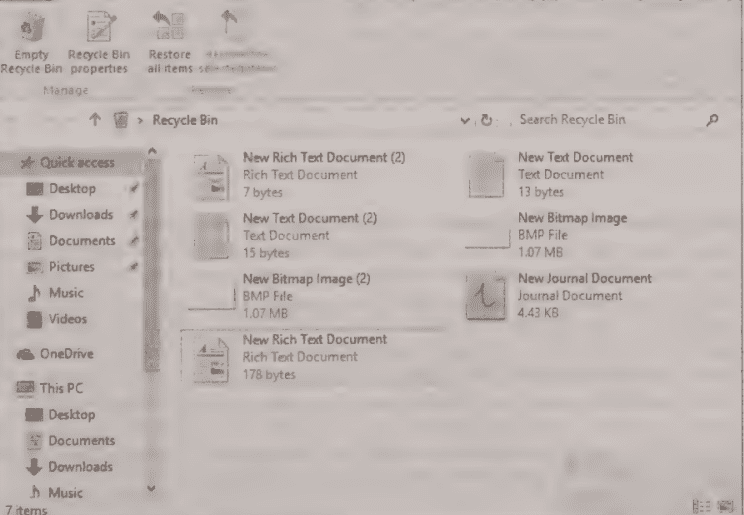 Empty
Recycle Bin
Recycle Bin
properties
Restore
all items
Manage
Recycle Bin
Search Recycle Bin
Quick access
Desktop
Downloads
Documents
Pictures
Music
Videos
OneDrive
This PC
Desktop
Documents
Downloads
Music
New Rich Text Document (2)
Rich Text Document
7 bytes
New Text Document
Text Document
13 bytes
New Text Document (2)
Text Document
15 bytes
New Bitmap Image
BMP File
1.07 MB
New Bitmap Image (2)
BMP File
1.07 MB
New Journal Document
Journal Document
4.43 KB
New Rich Text Document
Rich Text Document
178 bytes
7 items